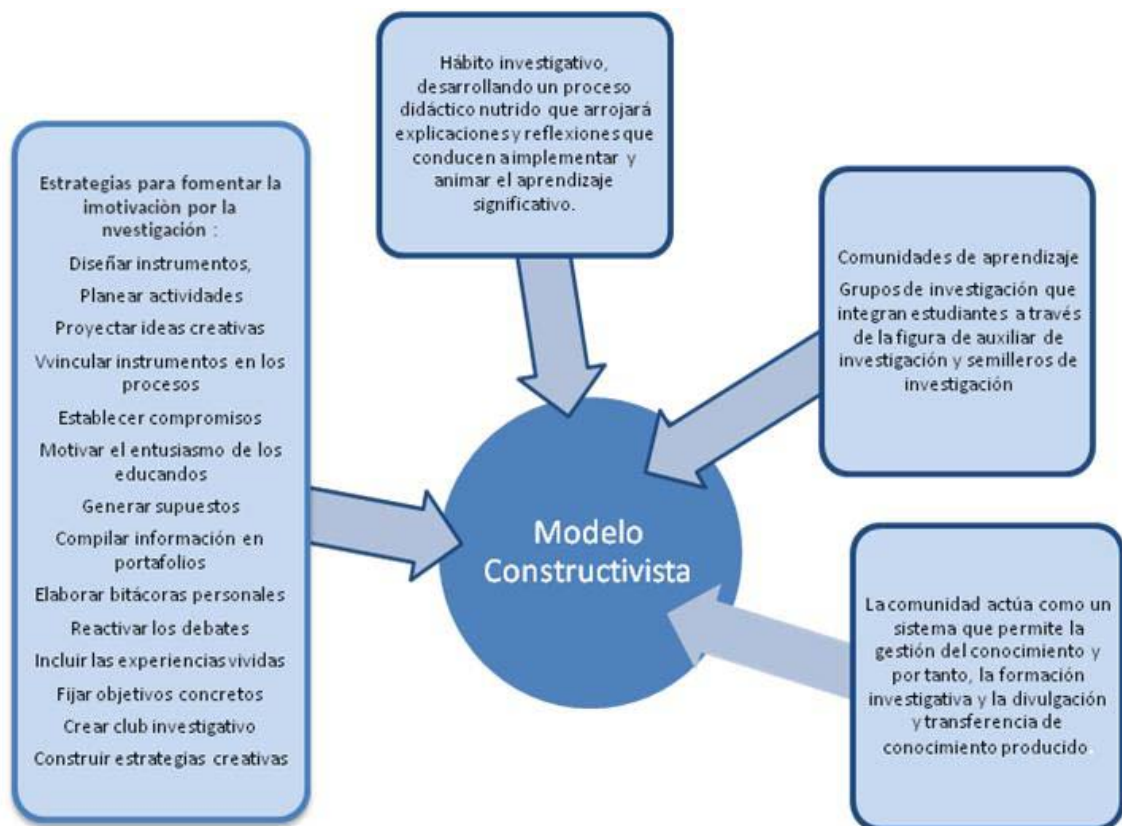 Hábito investigativo,
desarrollando un proceso
didáctico nutrido que arrojará
explicaciones y reflexiones que
conducen a implementar y
animar el aprendizaje
significativo.
Estrategias para fomentar la
imotivaciòn por la
nvestigación :
Diseñar instrumentos,
Planear actividades
Proyectar ideas creativas
Vvincular instrumentos en los
procesos
Establecer compromisos
Motivar el entusiasmo de los
educandos
Generar supuestos
Compilar información en
portafolios
Elaborar bitácoras personales
Reactivar los debates
Incluir las experiencias vividas
Fijar objetivos concretos
Crear club investigativo
Construir estrategias creativas
Comunidades de aprendizaje
Grupos de investigación que
integran estudiantes a través
de la figura de auxiliar de
investigación y semilleros de
investigación
Modelo
Constructivista
La comunidad actúa como un
sistema que permite la
gestión del conocimiento y
por tanto, la formación
investigativa y la divulgación
y transferencia de
conocimiento producido.